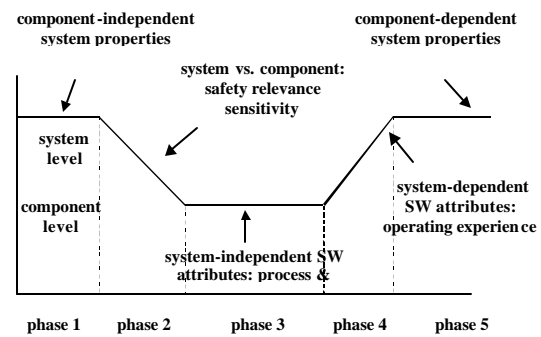 component-independent
system properties
component-dependent
system properties
system vs. component:
safety relevance
sensitivity
system
level
component
level
system-dependent
SW attributes:
operating experience
system-independent SW
attributes: process &
phase 1
phase 2
phase 3
phase 4
phase 5